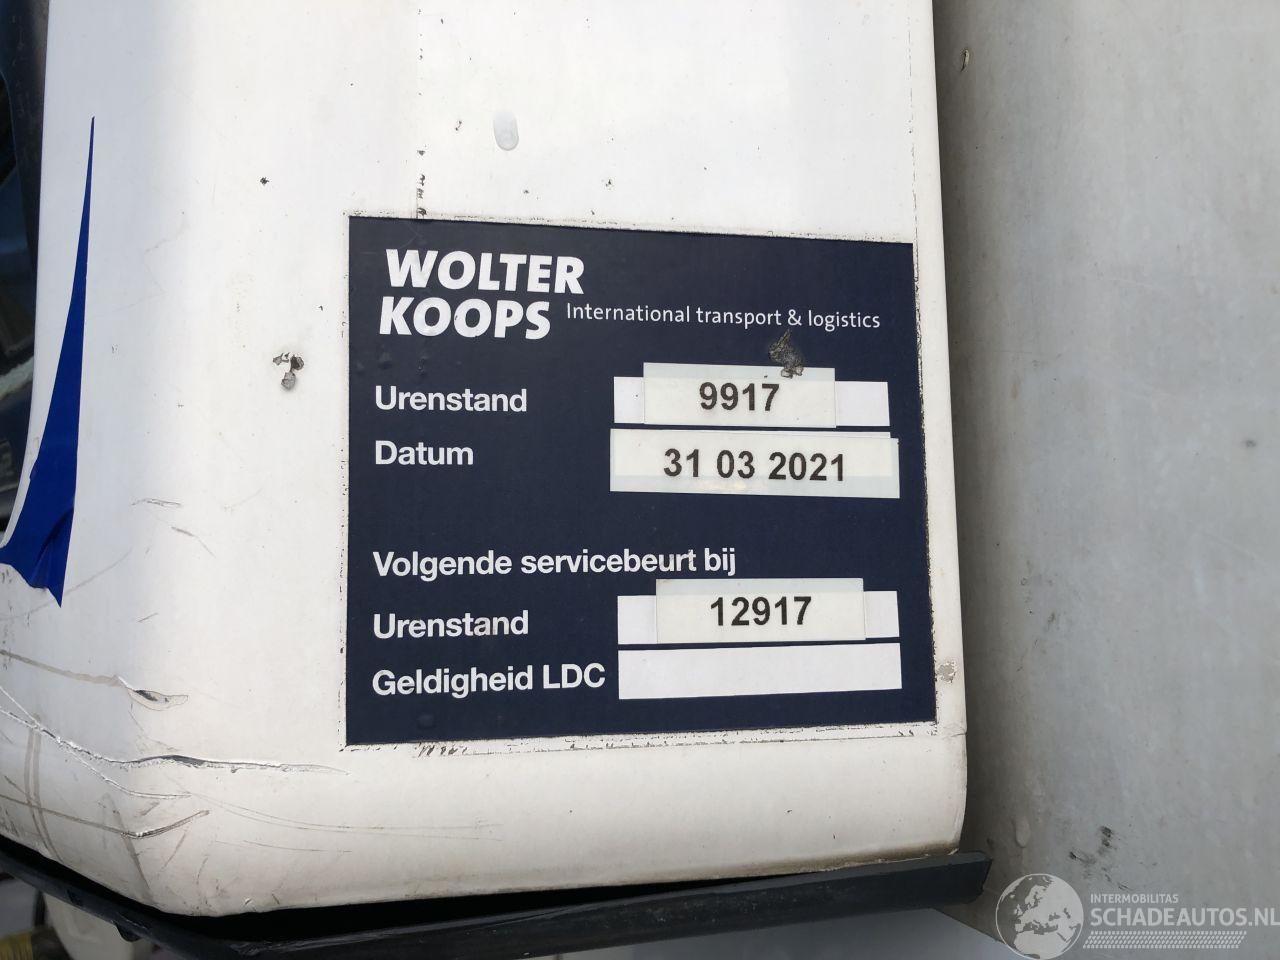 WOLTER
KOOPS International transport & logistics
Urenstand 9917
Datum 31 03 2021
Volgende servicebeurt bij
Urenstand 12917
Geldigheid LDC
INTERMOBILITAS
SCHADEAUTOS.NL